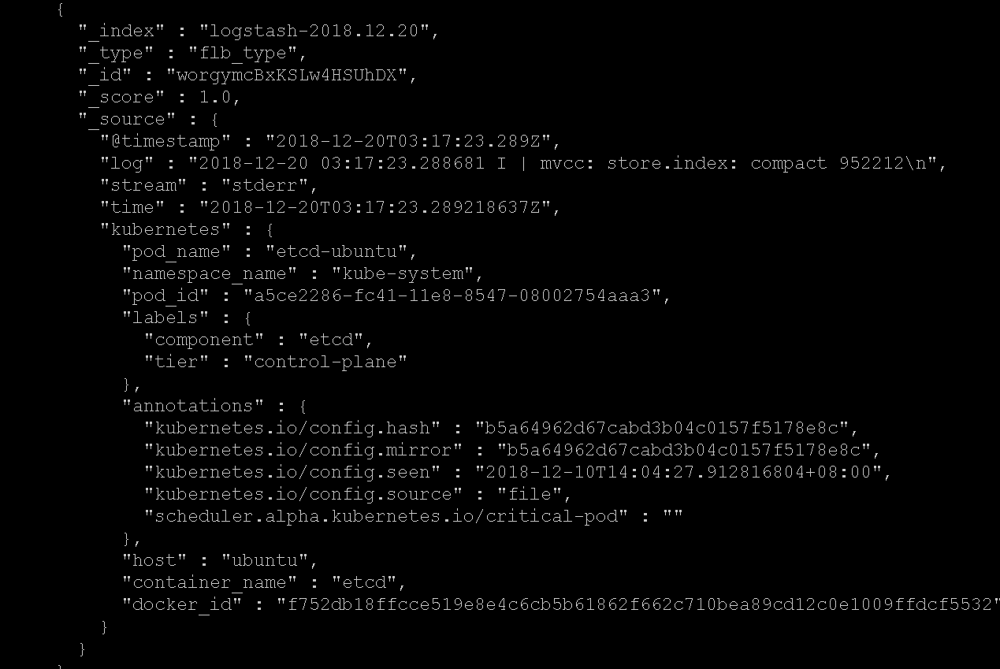 {
"_index" : "logstash-2018.12.20",
"_type" : "flb_type",
"_id" : "worgymcBxKSLw4HSUhDX",
"_score" : 1.0,
"_source" : {
"@timestamp" : "2018-12-20T03:17:23.289Z",
"log" : "2018-12-20 03:17:23.288681 I | mvcc: store.index: compact 952212\n",
"stream" : "stderr",
"time" : "2018-12-20T03:17:23.289218637Z",
"kubernetes" : {
"pod_name" : "etcd-ubuntu",
"namespace_name" : "kube-system",
"pod_id" : "a5ce2286-fc41-11e8-8547-08002754aaa3",
"labels" : {
"component" : "etcd",
"tier" : "control-plane"
},
"annotations" : {
"kubernetes.io/config.hash" : "b5a64962d67cabd3b04c0157f5178e8c",
"kubernetes.io/config.mirror" : "b5a64962d67cabd3b04c0157f5178e8c",
"kubernetes.io/config.seen" : "2018-12-10T14:04:27.912816804+08:00",
"kubernetes.io/config.source" : "file",
"scheduler.alpha.kubernetes.io/critical-pod" : ""
},
"host" : "ubuntu",
"container_name" : "etcd",
"docker_id" : "f752db18ffcce519e8e4c6cb5b61862f662c710bea89cd12c0e1009ffdcf5532"
}
}
}